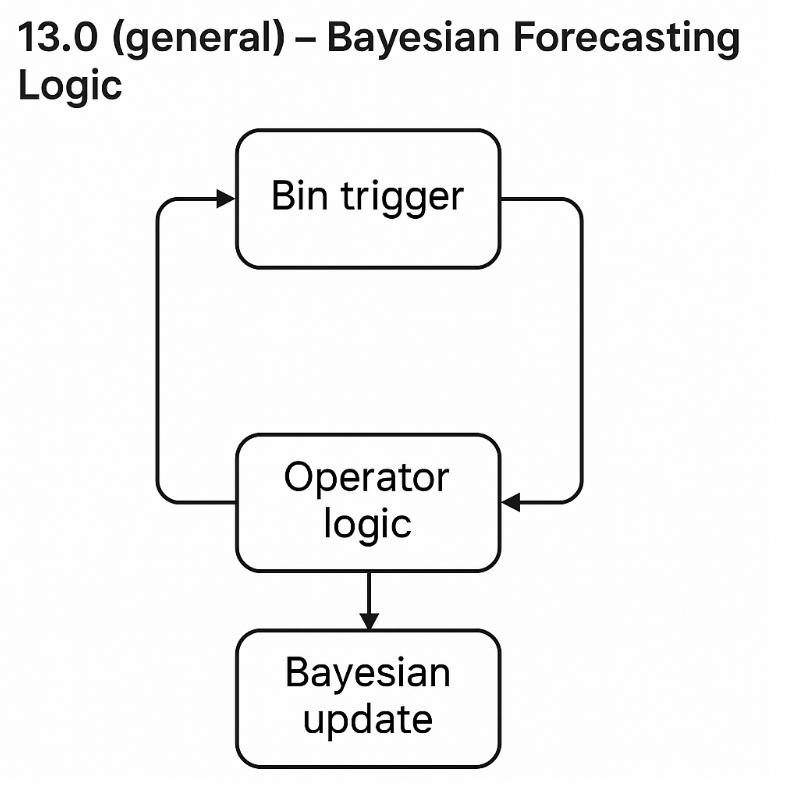 13.0 (general) – Bayesian Forecasting
Logic
Bin trigger
Operator
logic
Bayesian
update